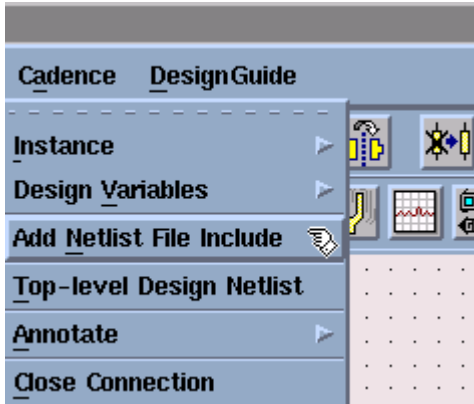 Cadence DesignGuide
Instance
Design Variables
Add Netlist File Include
Top-level Design Netlist
Annotate
Close Connection